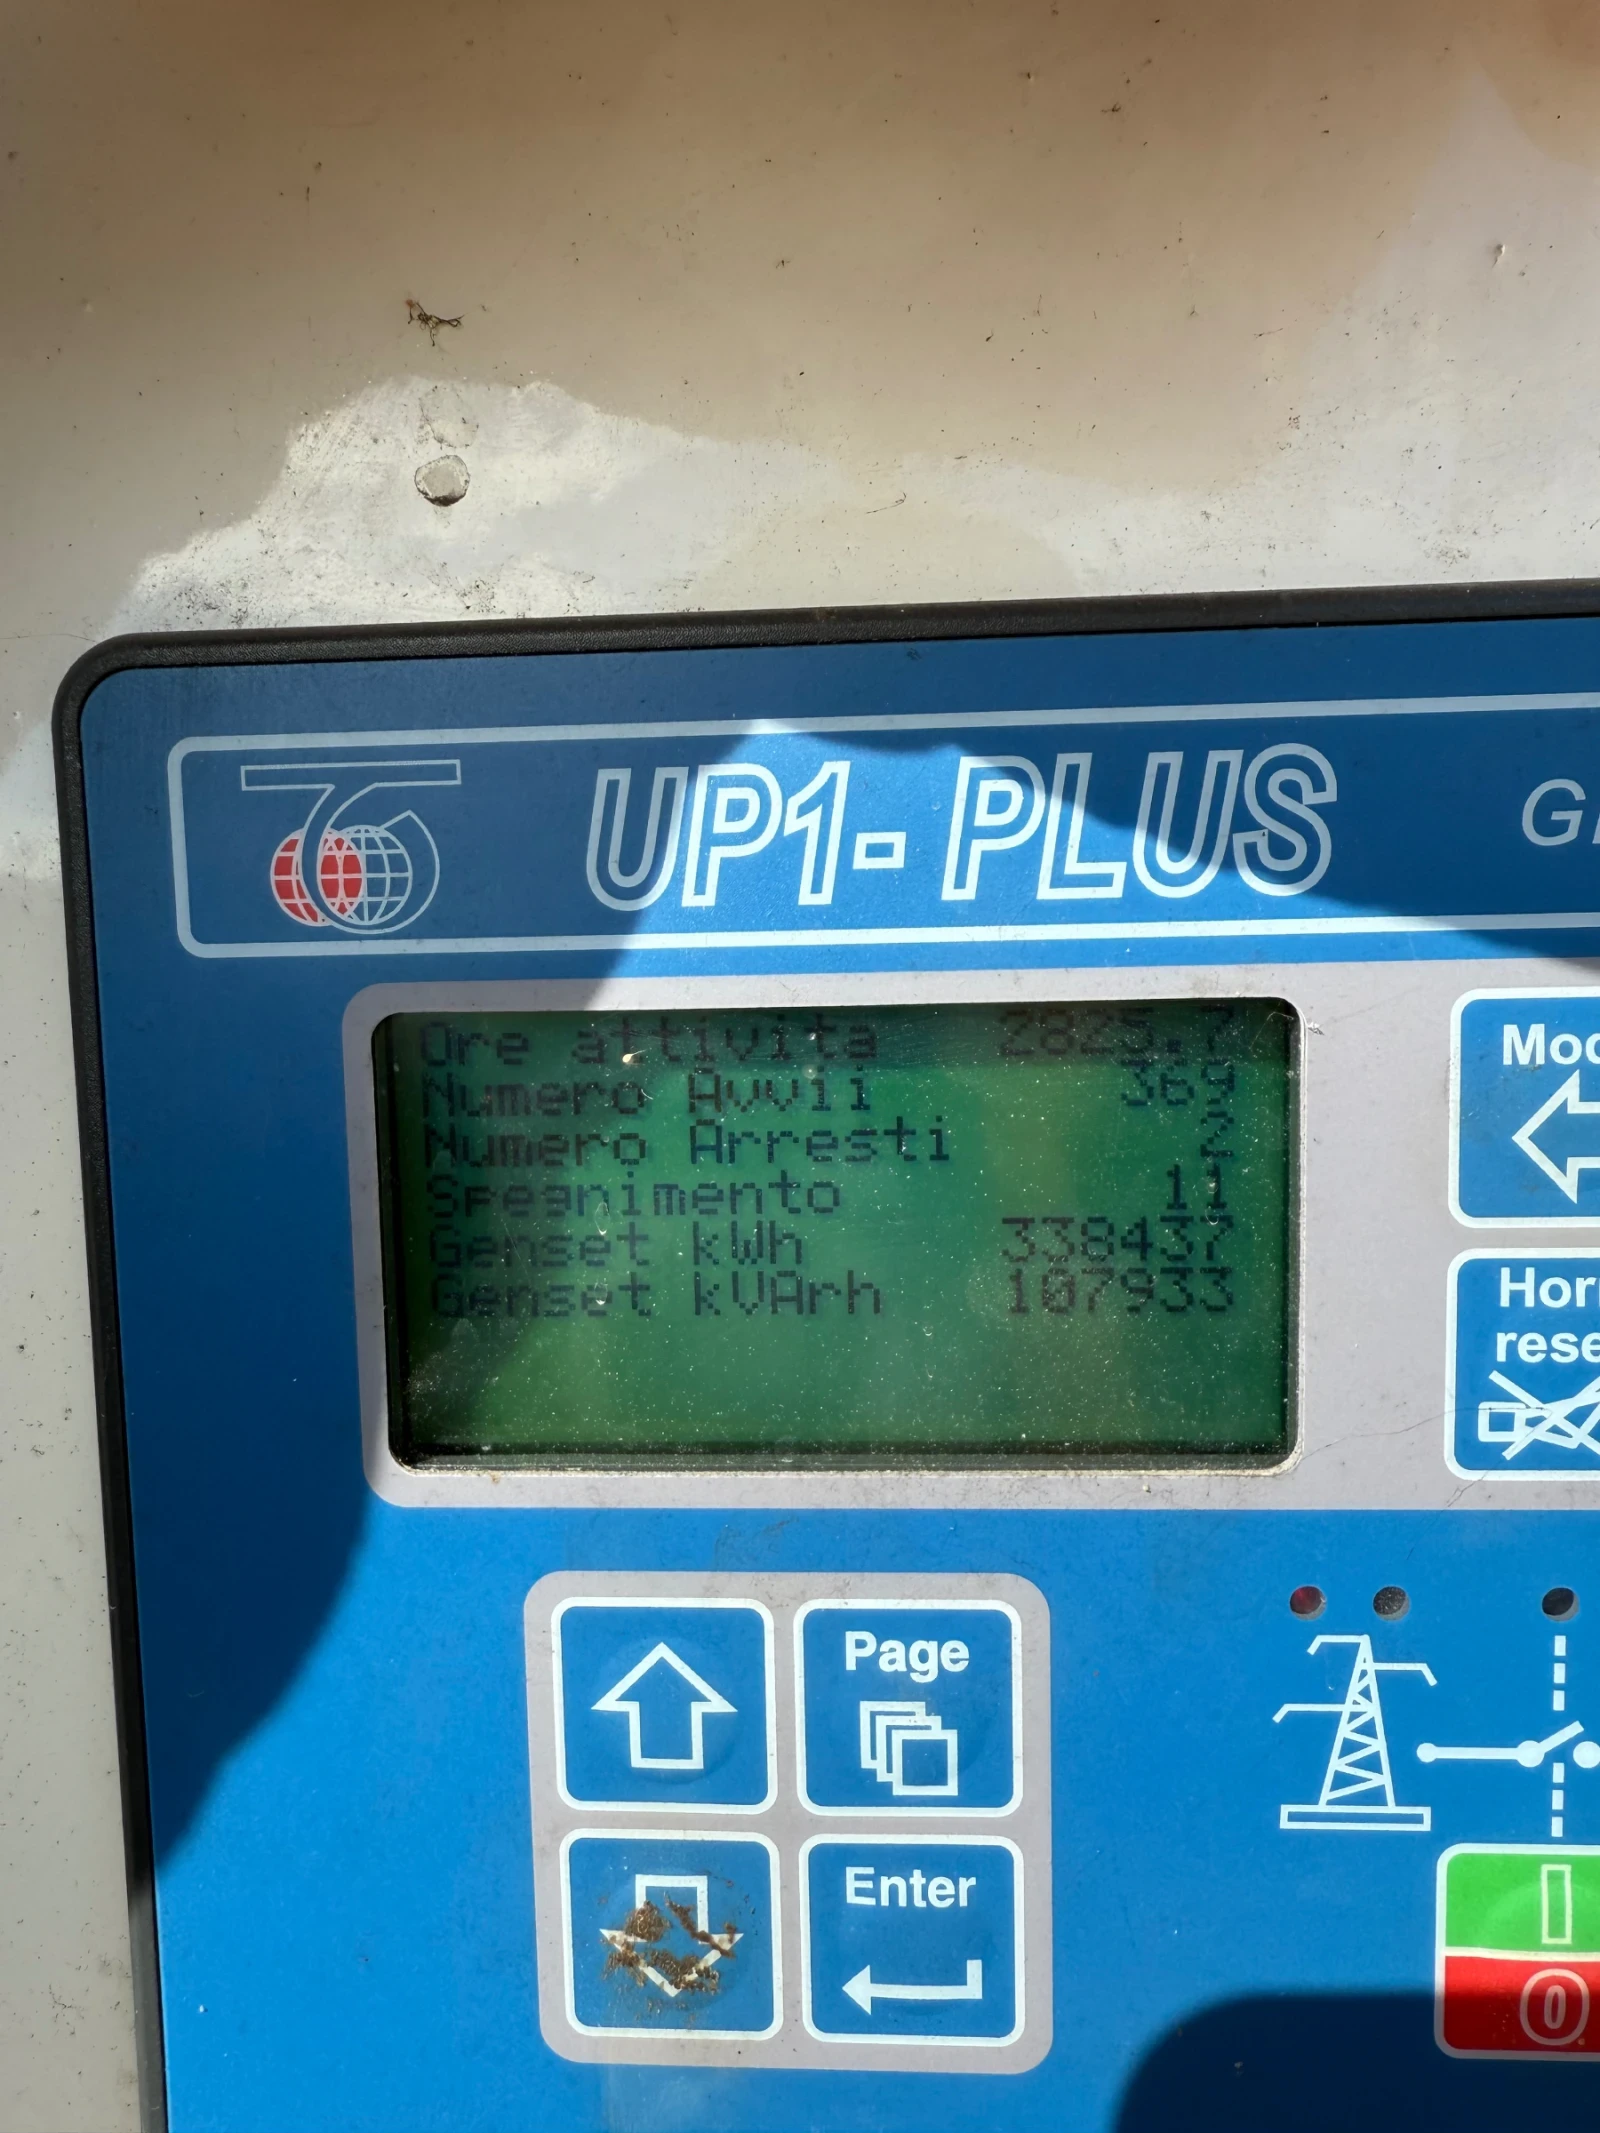 UP1- PLUS
Ore attivita 2825.7
Numero Avvii 369
Numero Arresti 2
Spegnimento 11
Genset kWh 338437
Genset kVArh 107933
Page
Enter
I
0